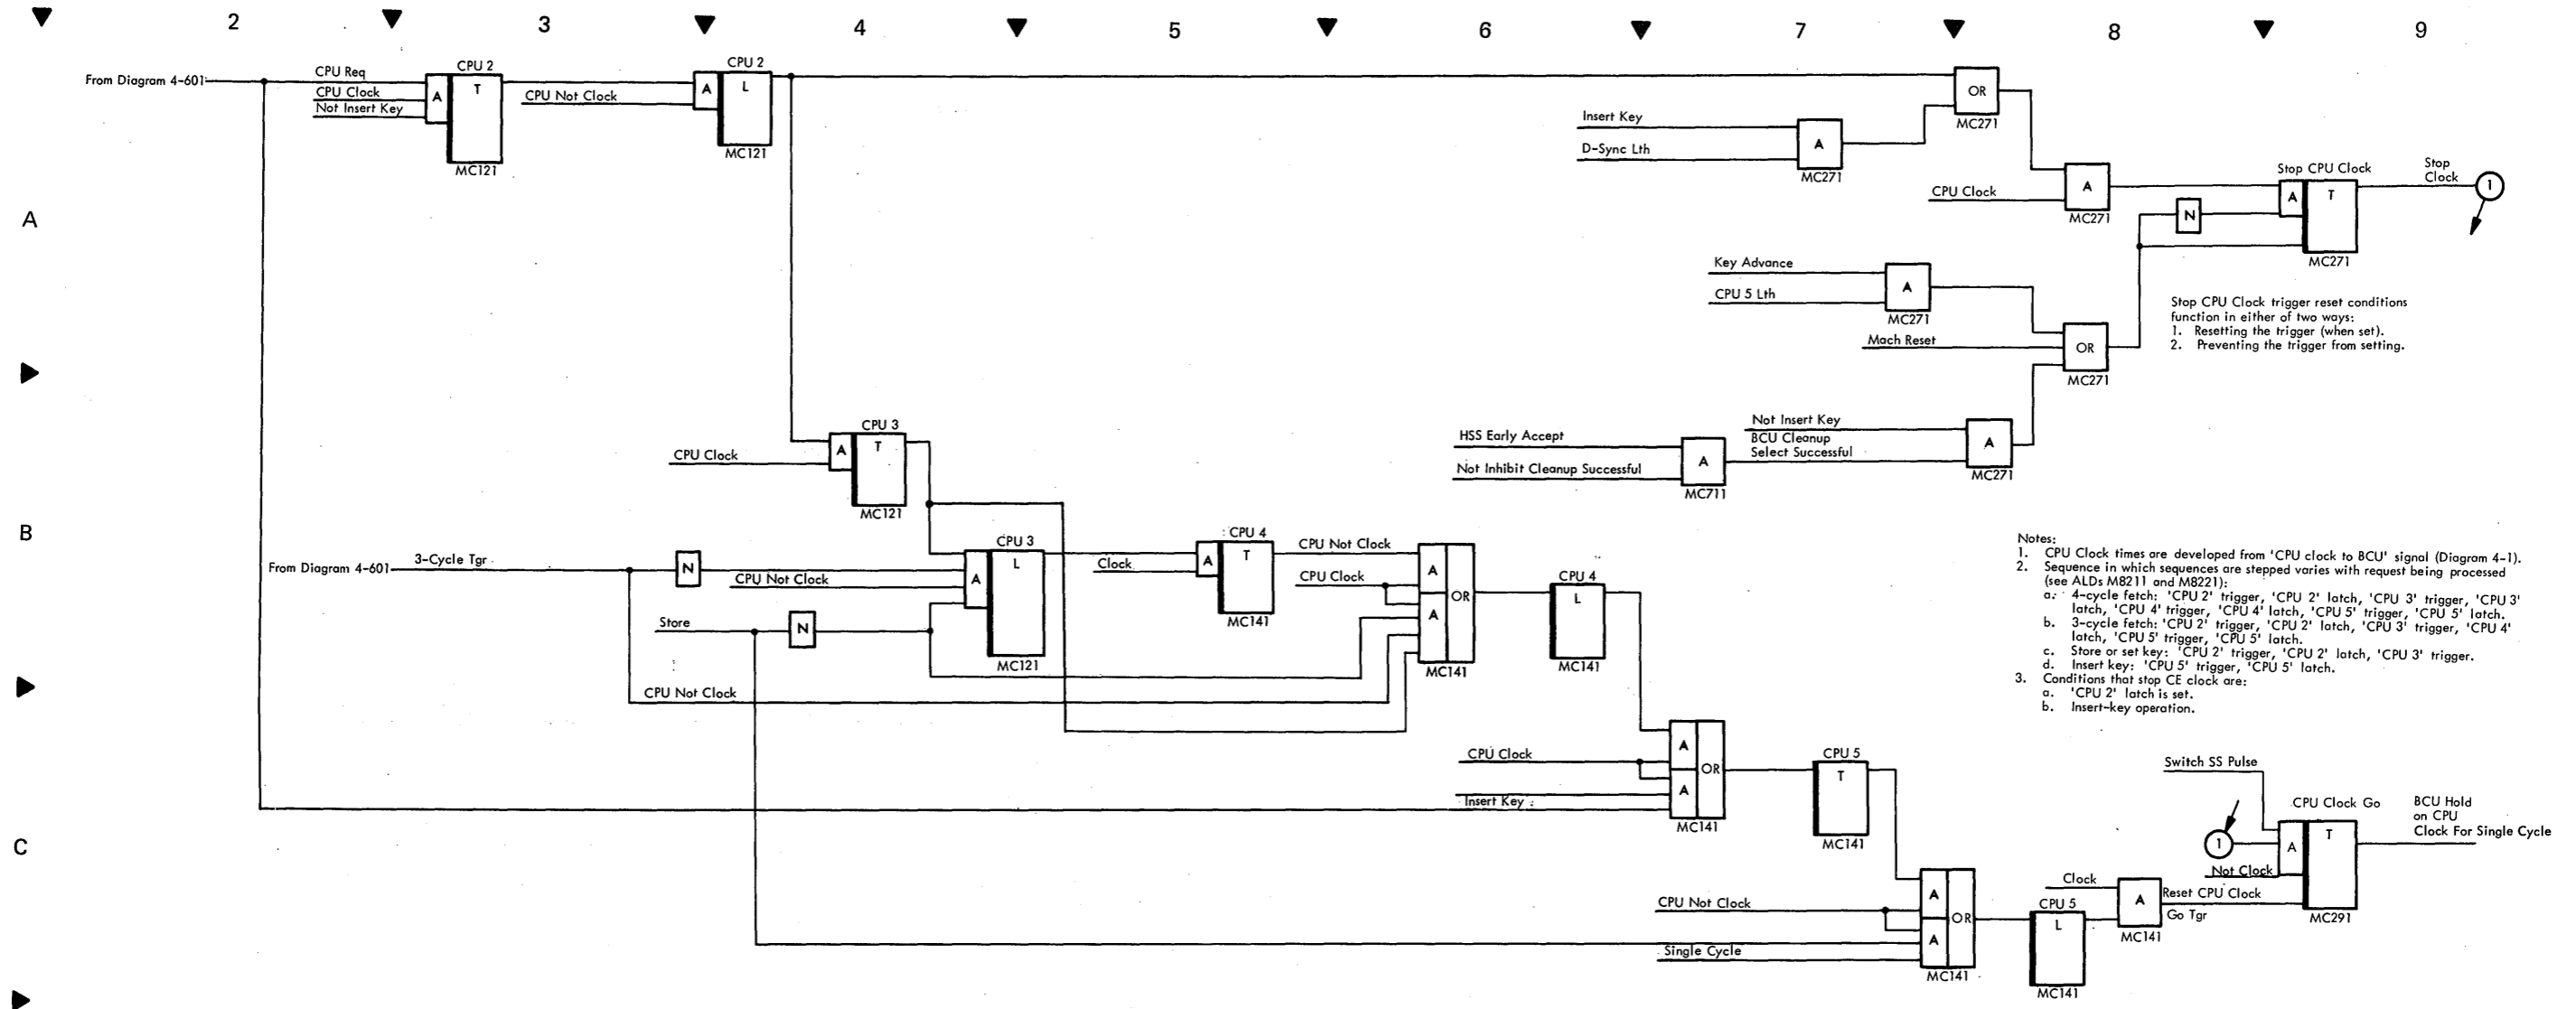 2 3 4 5 6 7 8 9
From Diagram 4-601
CPU Req
CPU Clock
Not Insert Key
A
CPU 2
T
MC121
CPU Not Clock
A
CPU 2
L
MC121
OR
MC271
Insert Key
D-Sync Lth
A
MC271
CPU Clock
A
MC271
Stop CPU Clock
A
T
N
MC271
Stop
Clock
1
A
Key Advance
CPU 5 Lth
A
MC271
Mach Reset
OR
MC271
Stop CPU Clock trigger reset conditions
function in either of two ways:
1. Resetting the trigger (when set).
2. Preventing the trigger from setting.
CPU 3
CPU Clock
A
T
MC121
HSS Early Accept
Not Inhibit Cleanup Successful
A
MC711
Not Insert Key
BCU Cleanup
Select Successful
A
MC271
B
From Diagram 4-601
3-Cycle Tgr
N
CPU Not Clock
Store
N
CPU 3
A
L
MC121
Clock
CPU 4
A
T
MC141
CPU Not Clock
CPU Clock
A
A
OR
MC141
CPU 4
L
MC141
CPU Not Clock
Notes:
1. CPU Clock times are developed from 'CPU clock to BCU' signal (Diagram 4-1).
2. Sequence in which sequences are stepped varies with request being processed
(see ALDs M8211 and M8221):
a. 4-cycle fetch: 'CPU 2' trigger, 'CPU 2' latch, 'CPU 3' trigger, 'CPU 3'
latch, 'CPU 4' trigger, 'CPU 4' latch, 'CPU 5' trigger, 'CPU 5' latch.
b. 3-cycle fetch: 'CPU 2' trigger, 'CPU 2' latch, 'CPU 3' trigger, 'CPU 4'
latch, 'CPU 5' trigger, 'CPU 5' latch.
c. Store or set key: 'CPU 2' trigger, 'CPU 2' latch, 'CPU 3' trigger.
d. Insert key: 'CPU 5' trigger, 'CPU 5' latch.
3. Conditions that stop CE clock are:
a. 'CPU 2' latch is set.
b. Insert-key operation.
CPU Clock
Insert Key
A
A
OR
MC141
CPU 5
T
MC141
C
CPU Not Clock
Single Cycle
A
A
OR
MC141
CPU 5
L
MC141
Clock
A
MC141
Reset CPU Clock
Go Tgr
Switch SS Pulse
1
Not Clock
CPU Clock Go
A
T
MC291
BCU Hold
on CPU
Clock For Single Cycle